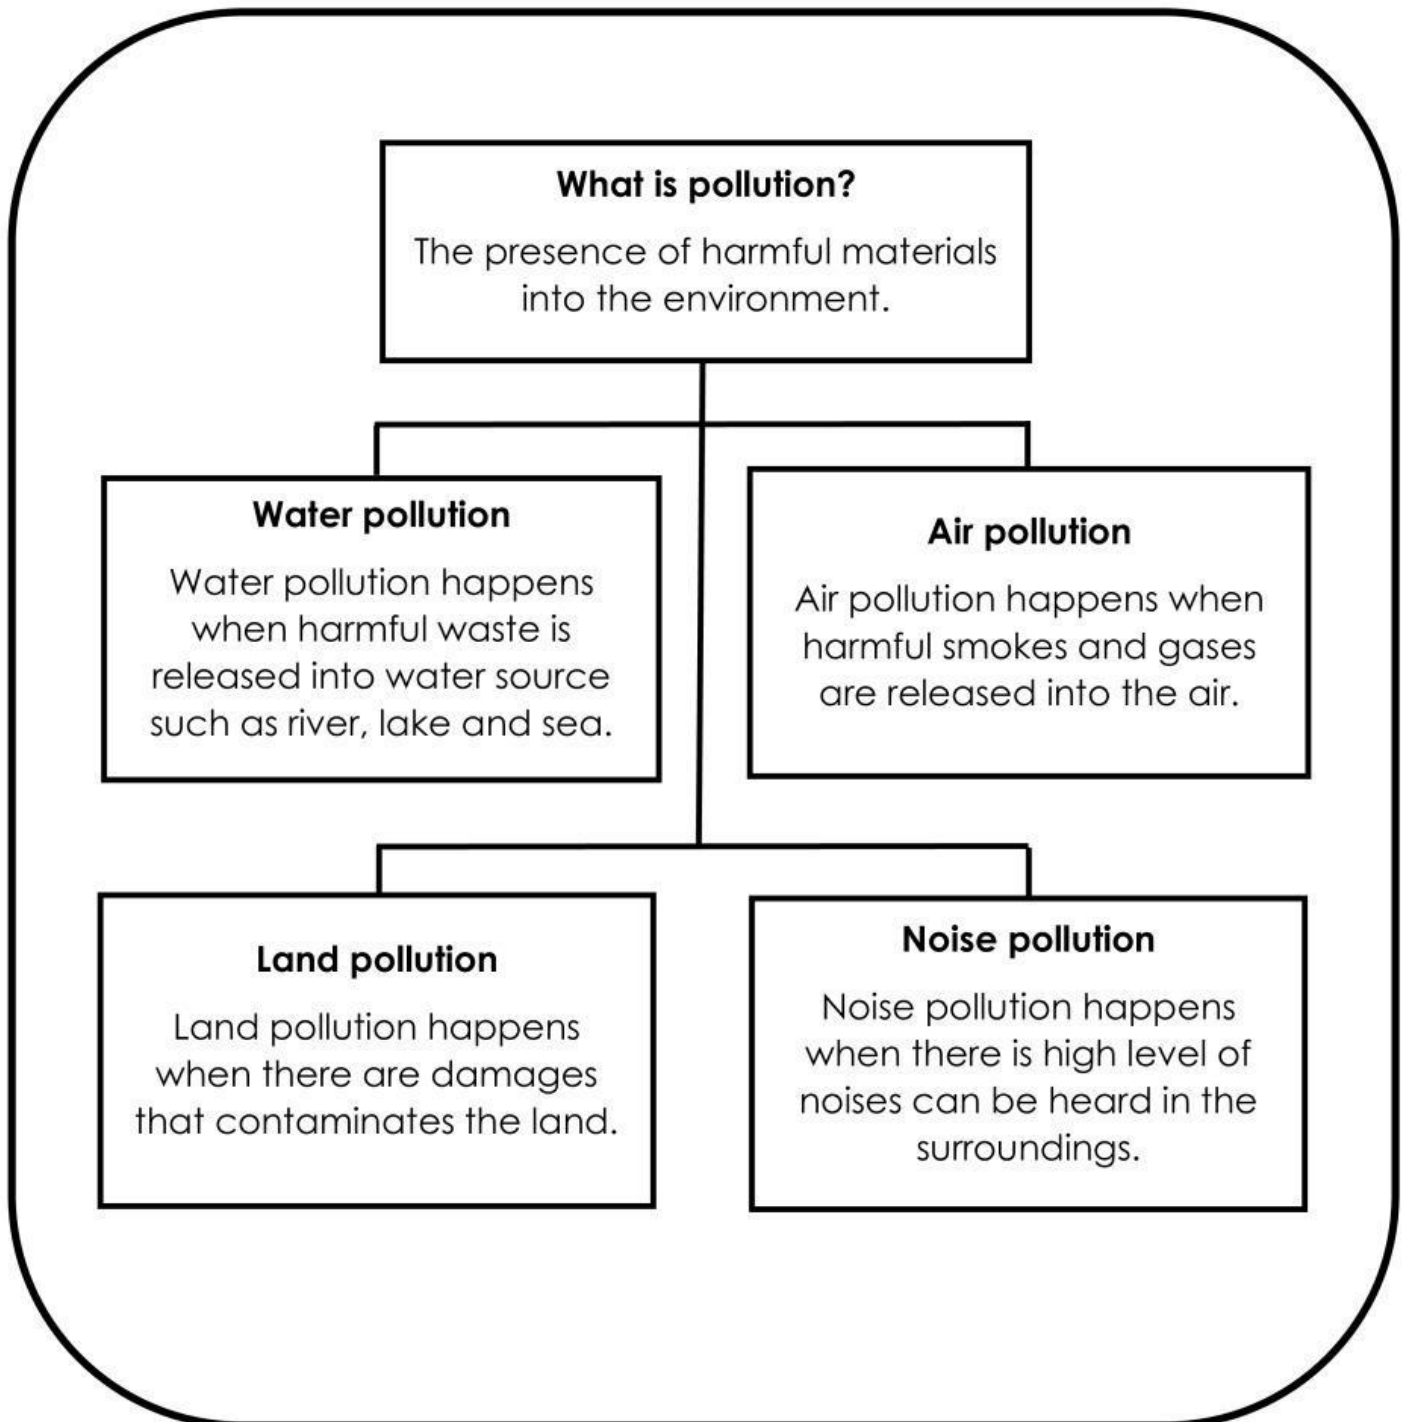 What is pollution?
The presence of harmful materials
into the environment.
Water pollution
Water pollution happens
when harmful waste is
released into water source
such as river, lake and sea.
Air pollution
Air pollution happens when
harmful smokes and gases
are released into the air.
Land pollution
Land pollution happens
when there are damages
that contaminates the land.
Noise pollution
Noise pollution happens
when there is high level of
noises can be heard in the
surroundings.